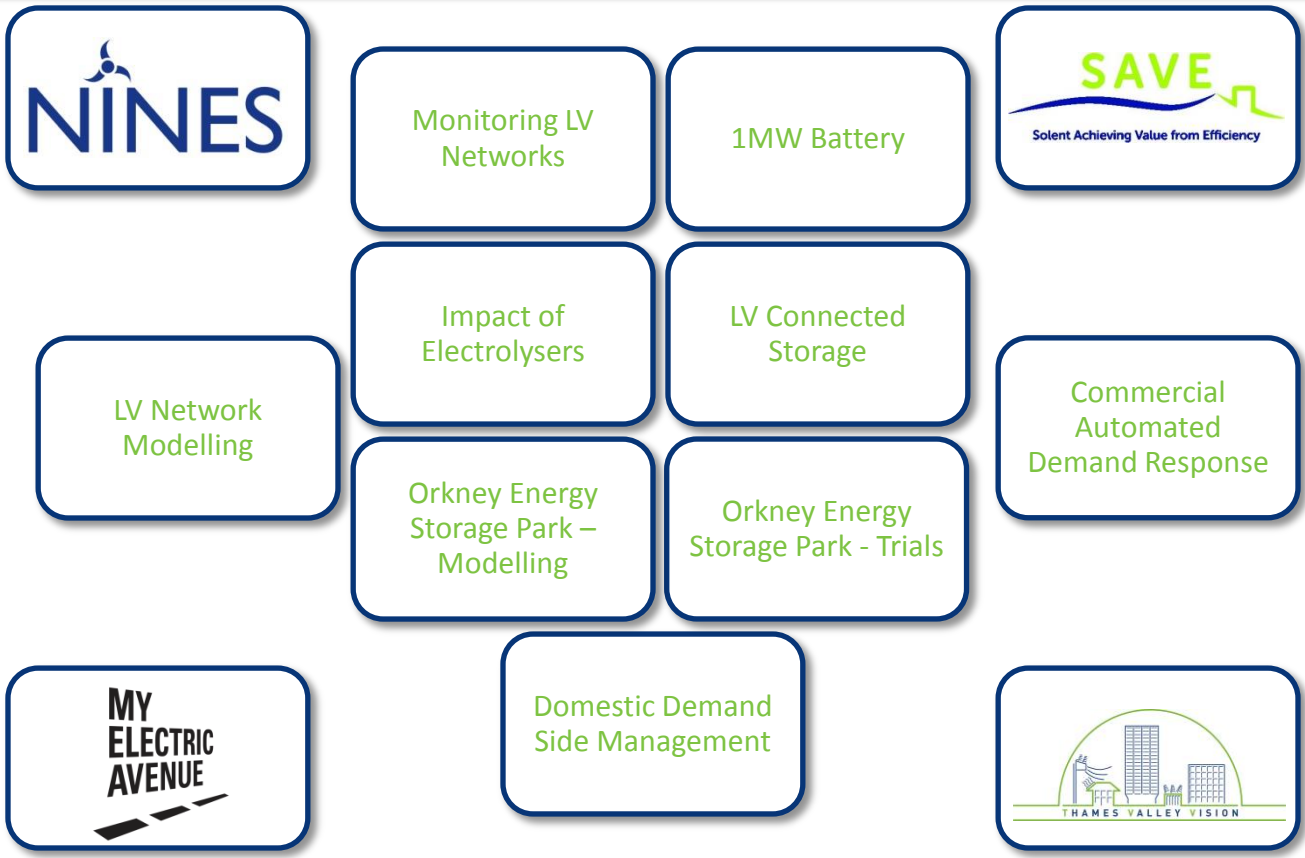 NINES
Monitoring LV
Networks
1MW Battery
SAVE
Solent Achieving Value from Efficiency
Impact of
Electrolysers
LV Connected
Storage
LV Network
Modelling
Commercial
Automated
Demand Response
Orkney Energy
Storage Park –
Modelling
Orkney Energy
Storage Park - Trials
MY
ELECTRIC
AVENUE
Domestic Demand
Side Management
THAMES VALLEY VISION